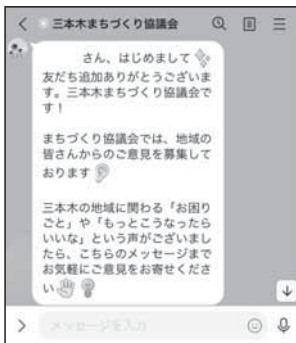 三本木まちづくり協議会
さん、はじめまして
友だち追加ありがとうございま
す。三本木まちづくり協議会で
す！
まちづくり協議会では、地域の
皆さんからのご意見を募集して
おります
三本木の地域に関わる「お困り
ごと」や「もっとこうなったら
いいな」という声がございまし
たら、こちらのメッセージまで
お気軽にご意見をお寄せくださ
い
メッセージを入力